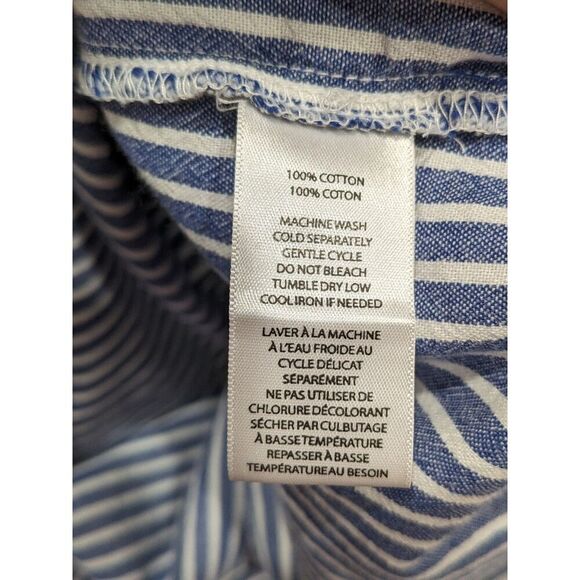 100% COTTON
100% COTON
MACHINE WASH
COLD SEPARATELY
GENTLE CYCLE
DO NOT BLEACH
TUMBLE DRY LOW
COOL IRON IF NEEDED
LAVER À LA MACHINE
À L'EAU FROIDE AU
CYCLE DÉLICAT
SÉPARÉMENT
NE PAS UTILISER DE
CHLORURE DÉCOLORANT
SÉCHER PAR CULBUTAGE
À BASSE TEMPÉRATURE
REPASSER À BASSE
TEMPÉRATURE AU BESOIN